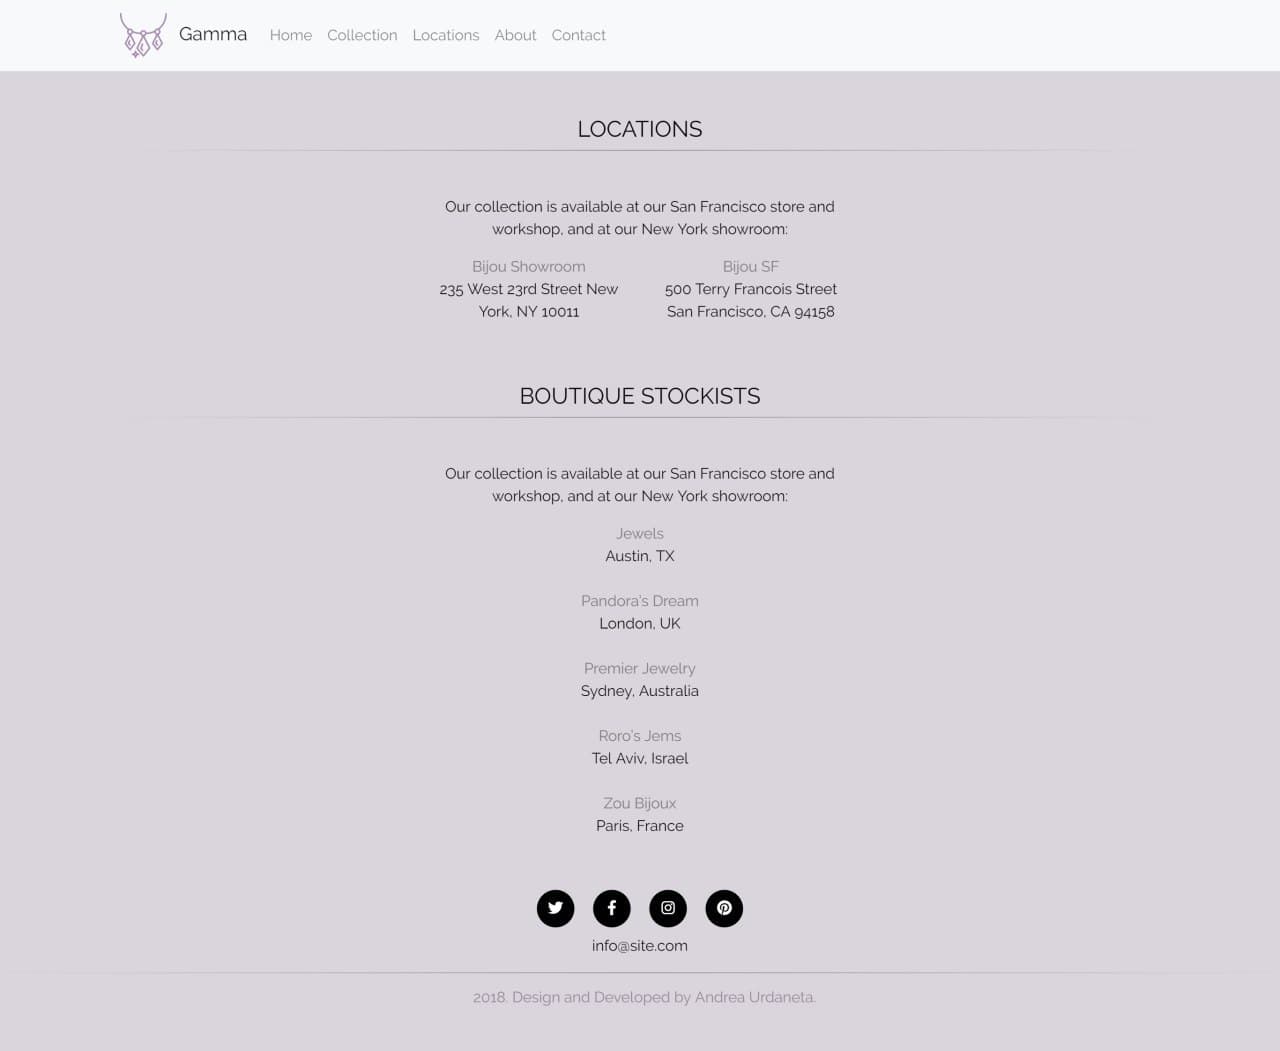 Gamma
Home Collection Locations About Contact
LOCATIONS
Our collection is available at our San Francisco store and
workshop, and at our New York showroom:
Bijou Showroom
235 West 23rd Street New
York, NY 10011
Bijou SF
500 Terry Francois Street
San Francisco, CA 94158
BOUTIQUE STOCKISTS
Our collection is available at our San Francisco store and
workshop, and at our New York showroom:
Jewels
Austin, TX
Pandora's Dream
London, UK
Premier Jewelry
Sydney, Australia
Roro's Jems
Tel Aviv, Israel
Zou Bijoux
Paris, France
info@site.com
2018. Design and Developed by Andrea Urdaneta.